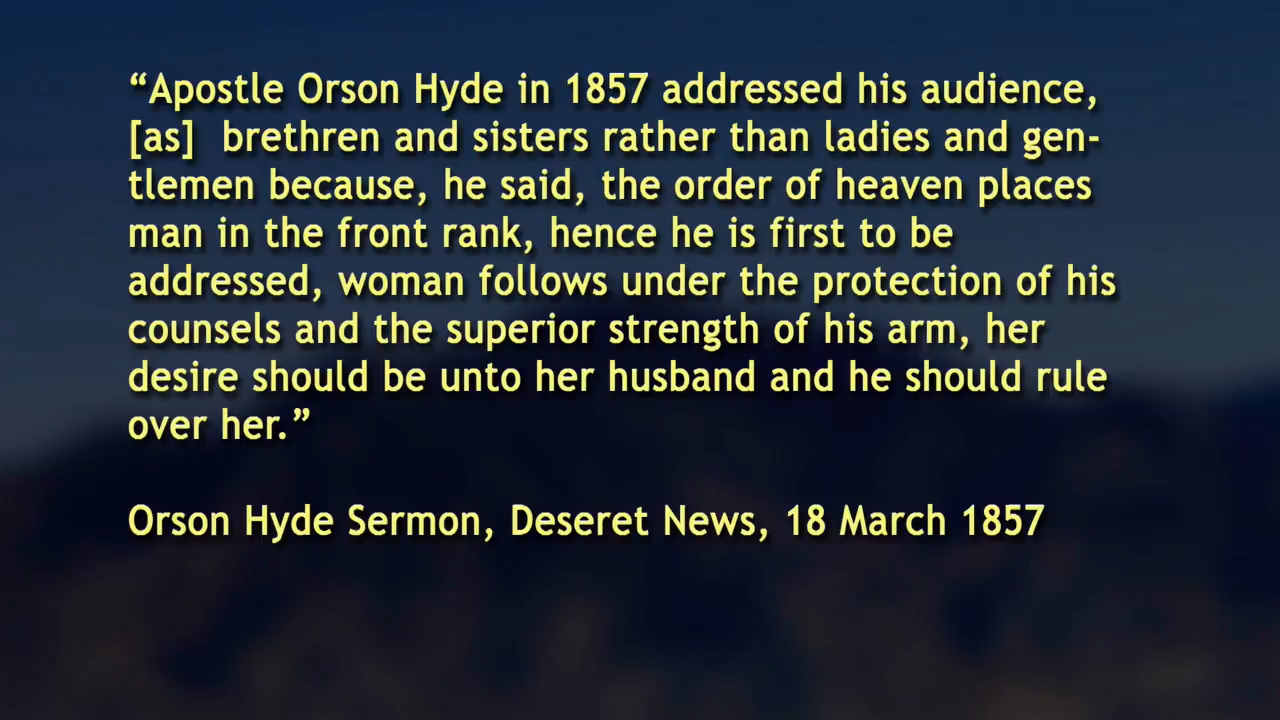 “Apostle Orson Hyde in 1857 addressed his audience,
[as]  brethren and sisters rather than ladies and gen-
tlemen because, he said, the order of heaven places
man in the front rank, hence he is first to be
addressed, woman follows under the protection of his
counsels and the superior strength of his arm, her
desire should be unto her husband and he should rule
over her.”
Orson Hyde Sermon, Deseret News, 18 March 1857